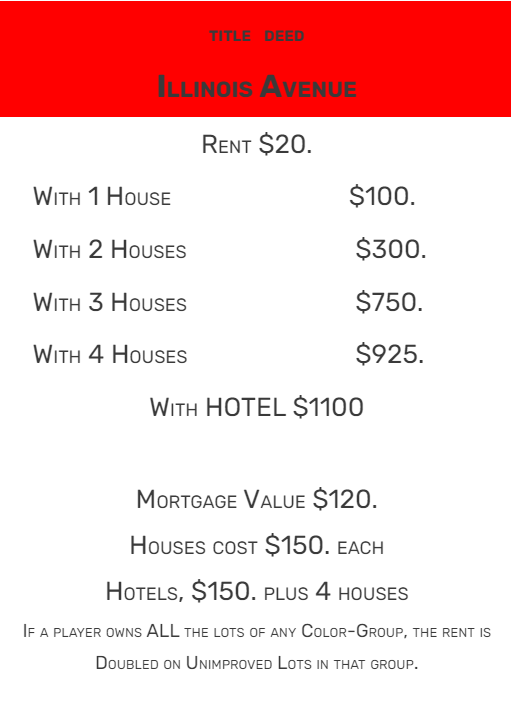 TITLE DEED
ILLINOIS AVENUE
RENT $20.
WITH 1 HOUSE $100.
WITH 2 HOUSES $300.
WITH 3 HOUSES $750.
WITH 4 HOUSES $925.
WITH HOTEL $1100
MORTGAGE VALUE $120.
HOUSES COST $150. EACH
HOTELS, $150. PLUS 4 HOUSES
IF A PLAYER OWNS ALL THE LOTS OF ANY COLOR-GROUP, THE RENT IS
DOUBLED ON UNIMPROVED LOTS IN THAT GROUP.